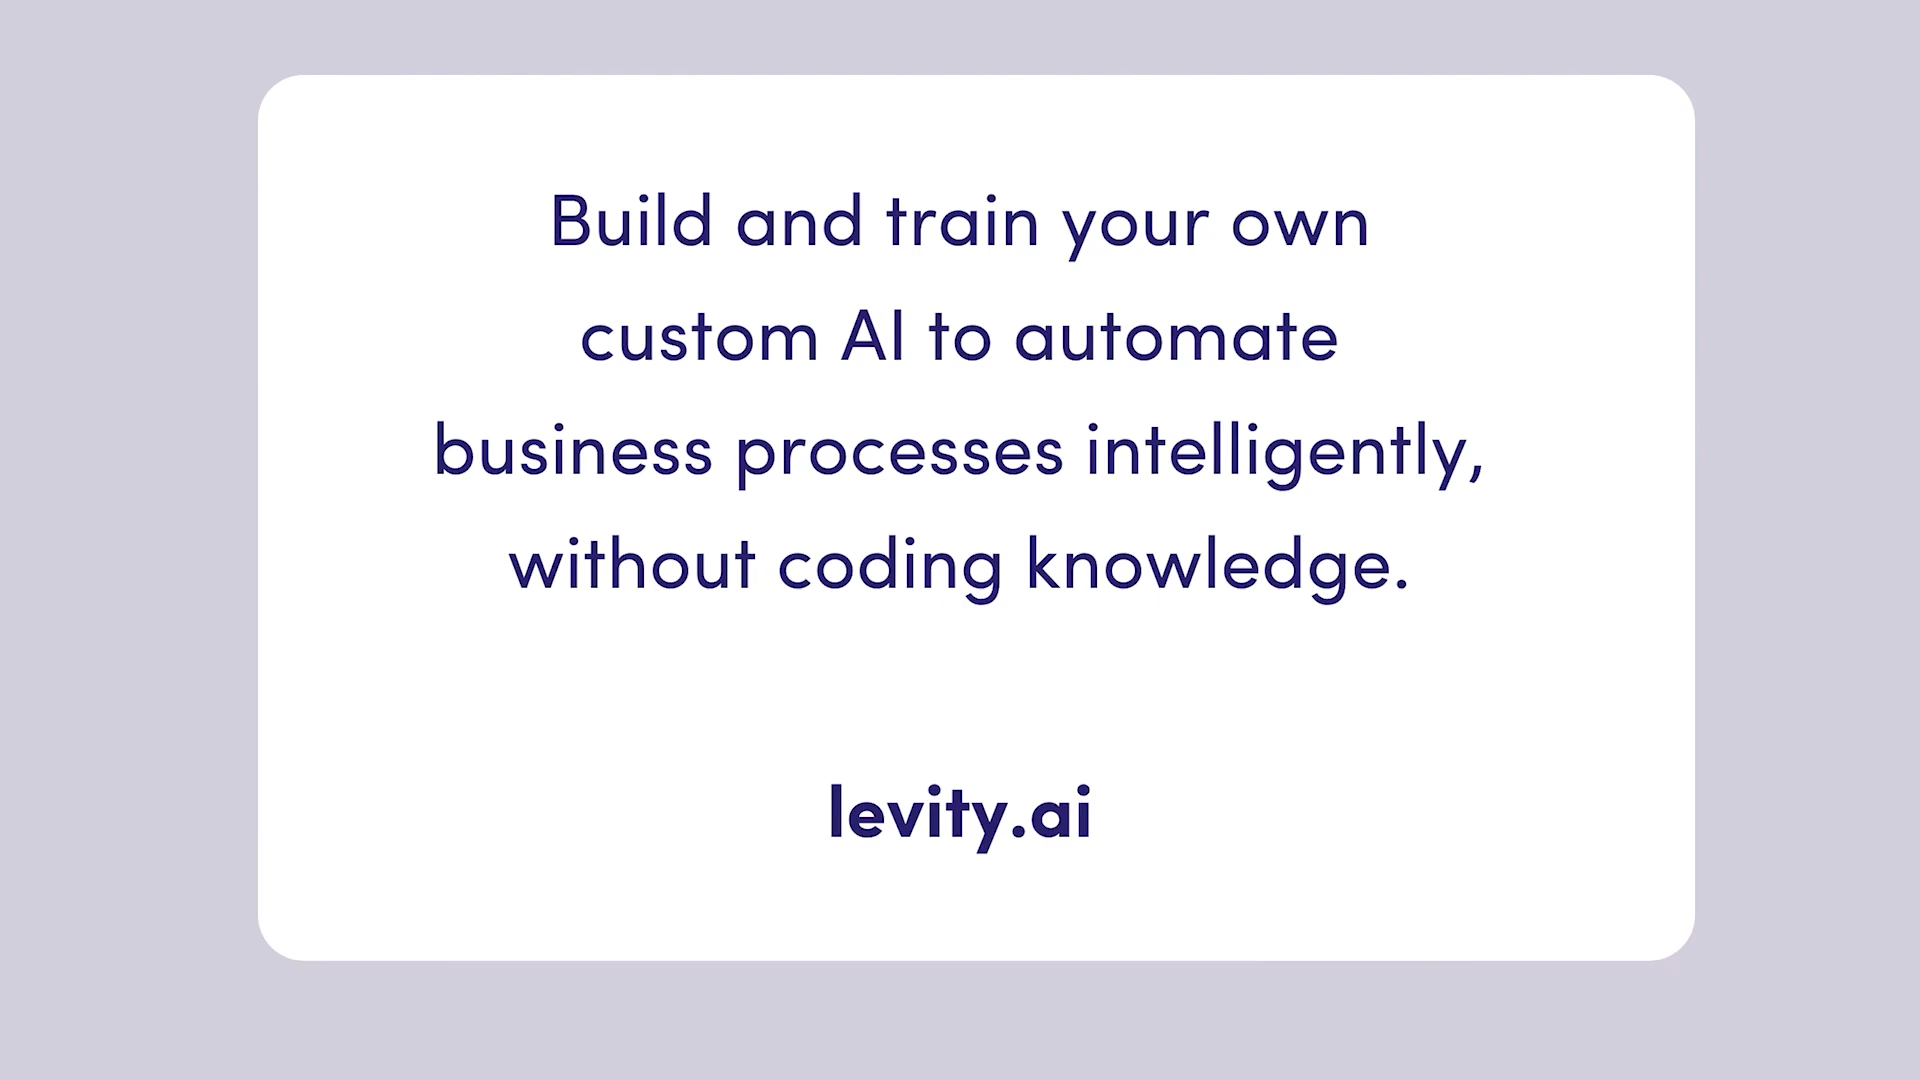 Build and train your own
custom AI to automate
business processes intelligently,
without coding knowledge.
levity.ai